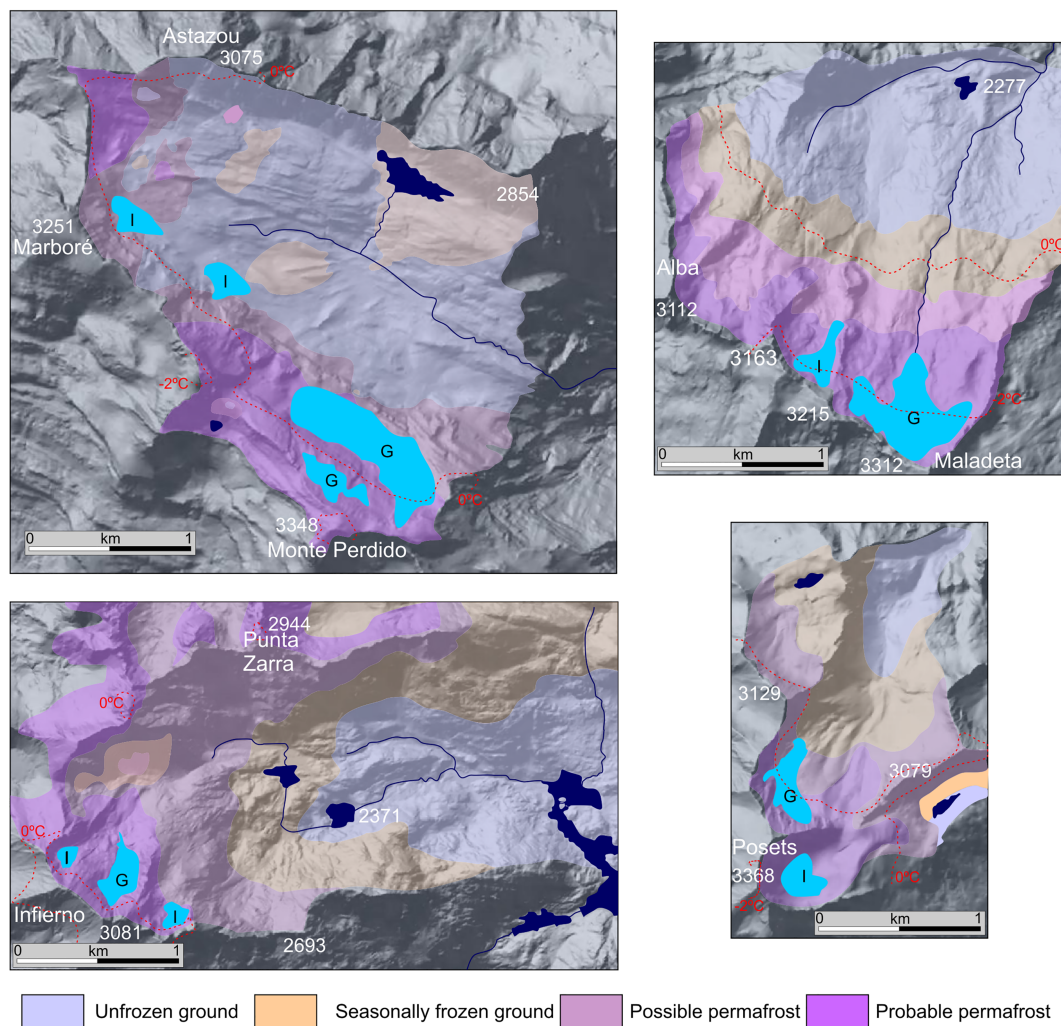 Astazou
3075
0ºC
I
3251
Marboré
2854
I
-2ºC
G
G
0ºC
3348
Monte Perdido
0 km 1
2277
0ºC
Alba
3112
3163
I
3215
-2ºC
G
3312
Maladeta
0 km 1
2944
Punta
Zarra
0ºC
2371
0ºC
I
G
I
Infierno
3081
2693
0 km 1
3129
3079
G
Posets
3368
I
0ºC
-2ºC
0 km 1
Unfrozen ground
Seasonally frozen ground
Possible permafrost
Probable permafrost